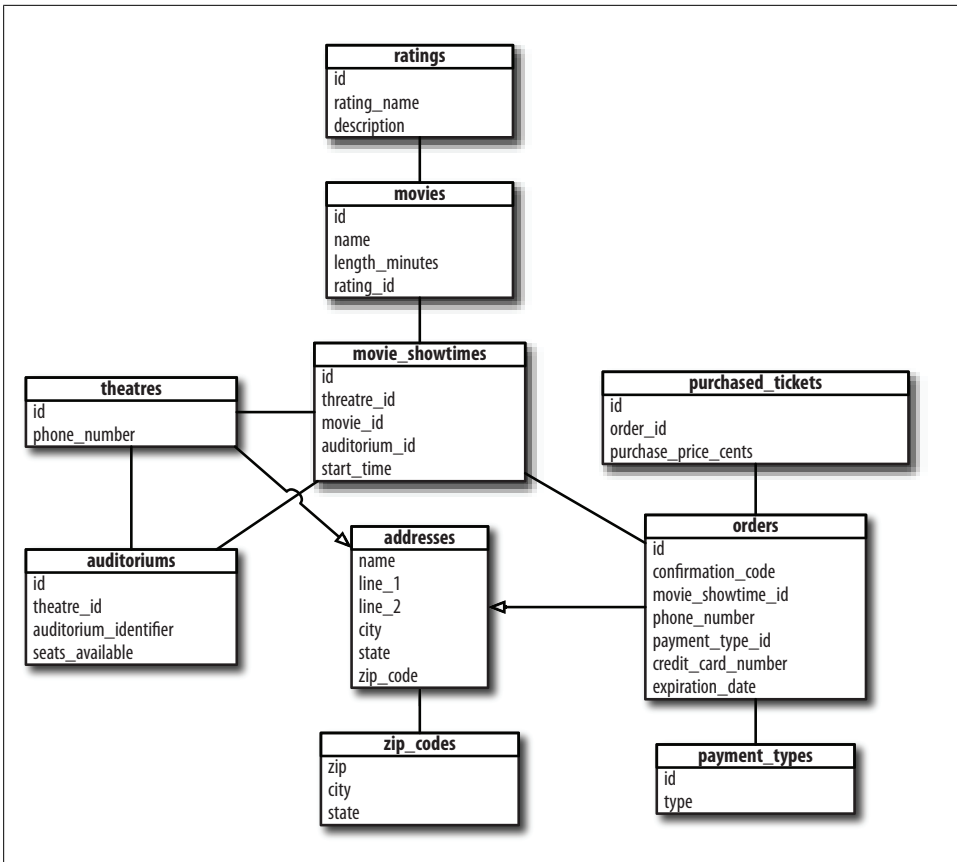 ratings
id
rating_name
description
movies
id
name
length_minutes
rating_id
movie_showtimes
id
threatre_id
movie_id
auditorium_id
start_time
theatres
id
phone_number
purchased_tickets
id
order_id
purchase_price_cents
auditoriums
id
theatre_id
auditorium_identifier
seats_available
addresses
name
line_1
line_2
city
state
zip_code
orders
id
confirmation_code
movie_showtime_id
phone_number
payment_type_id
credit_card_number
expiration_date
zip_codes
zip
city
state
payment_types
id
type